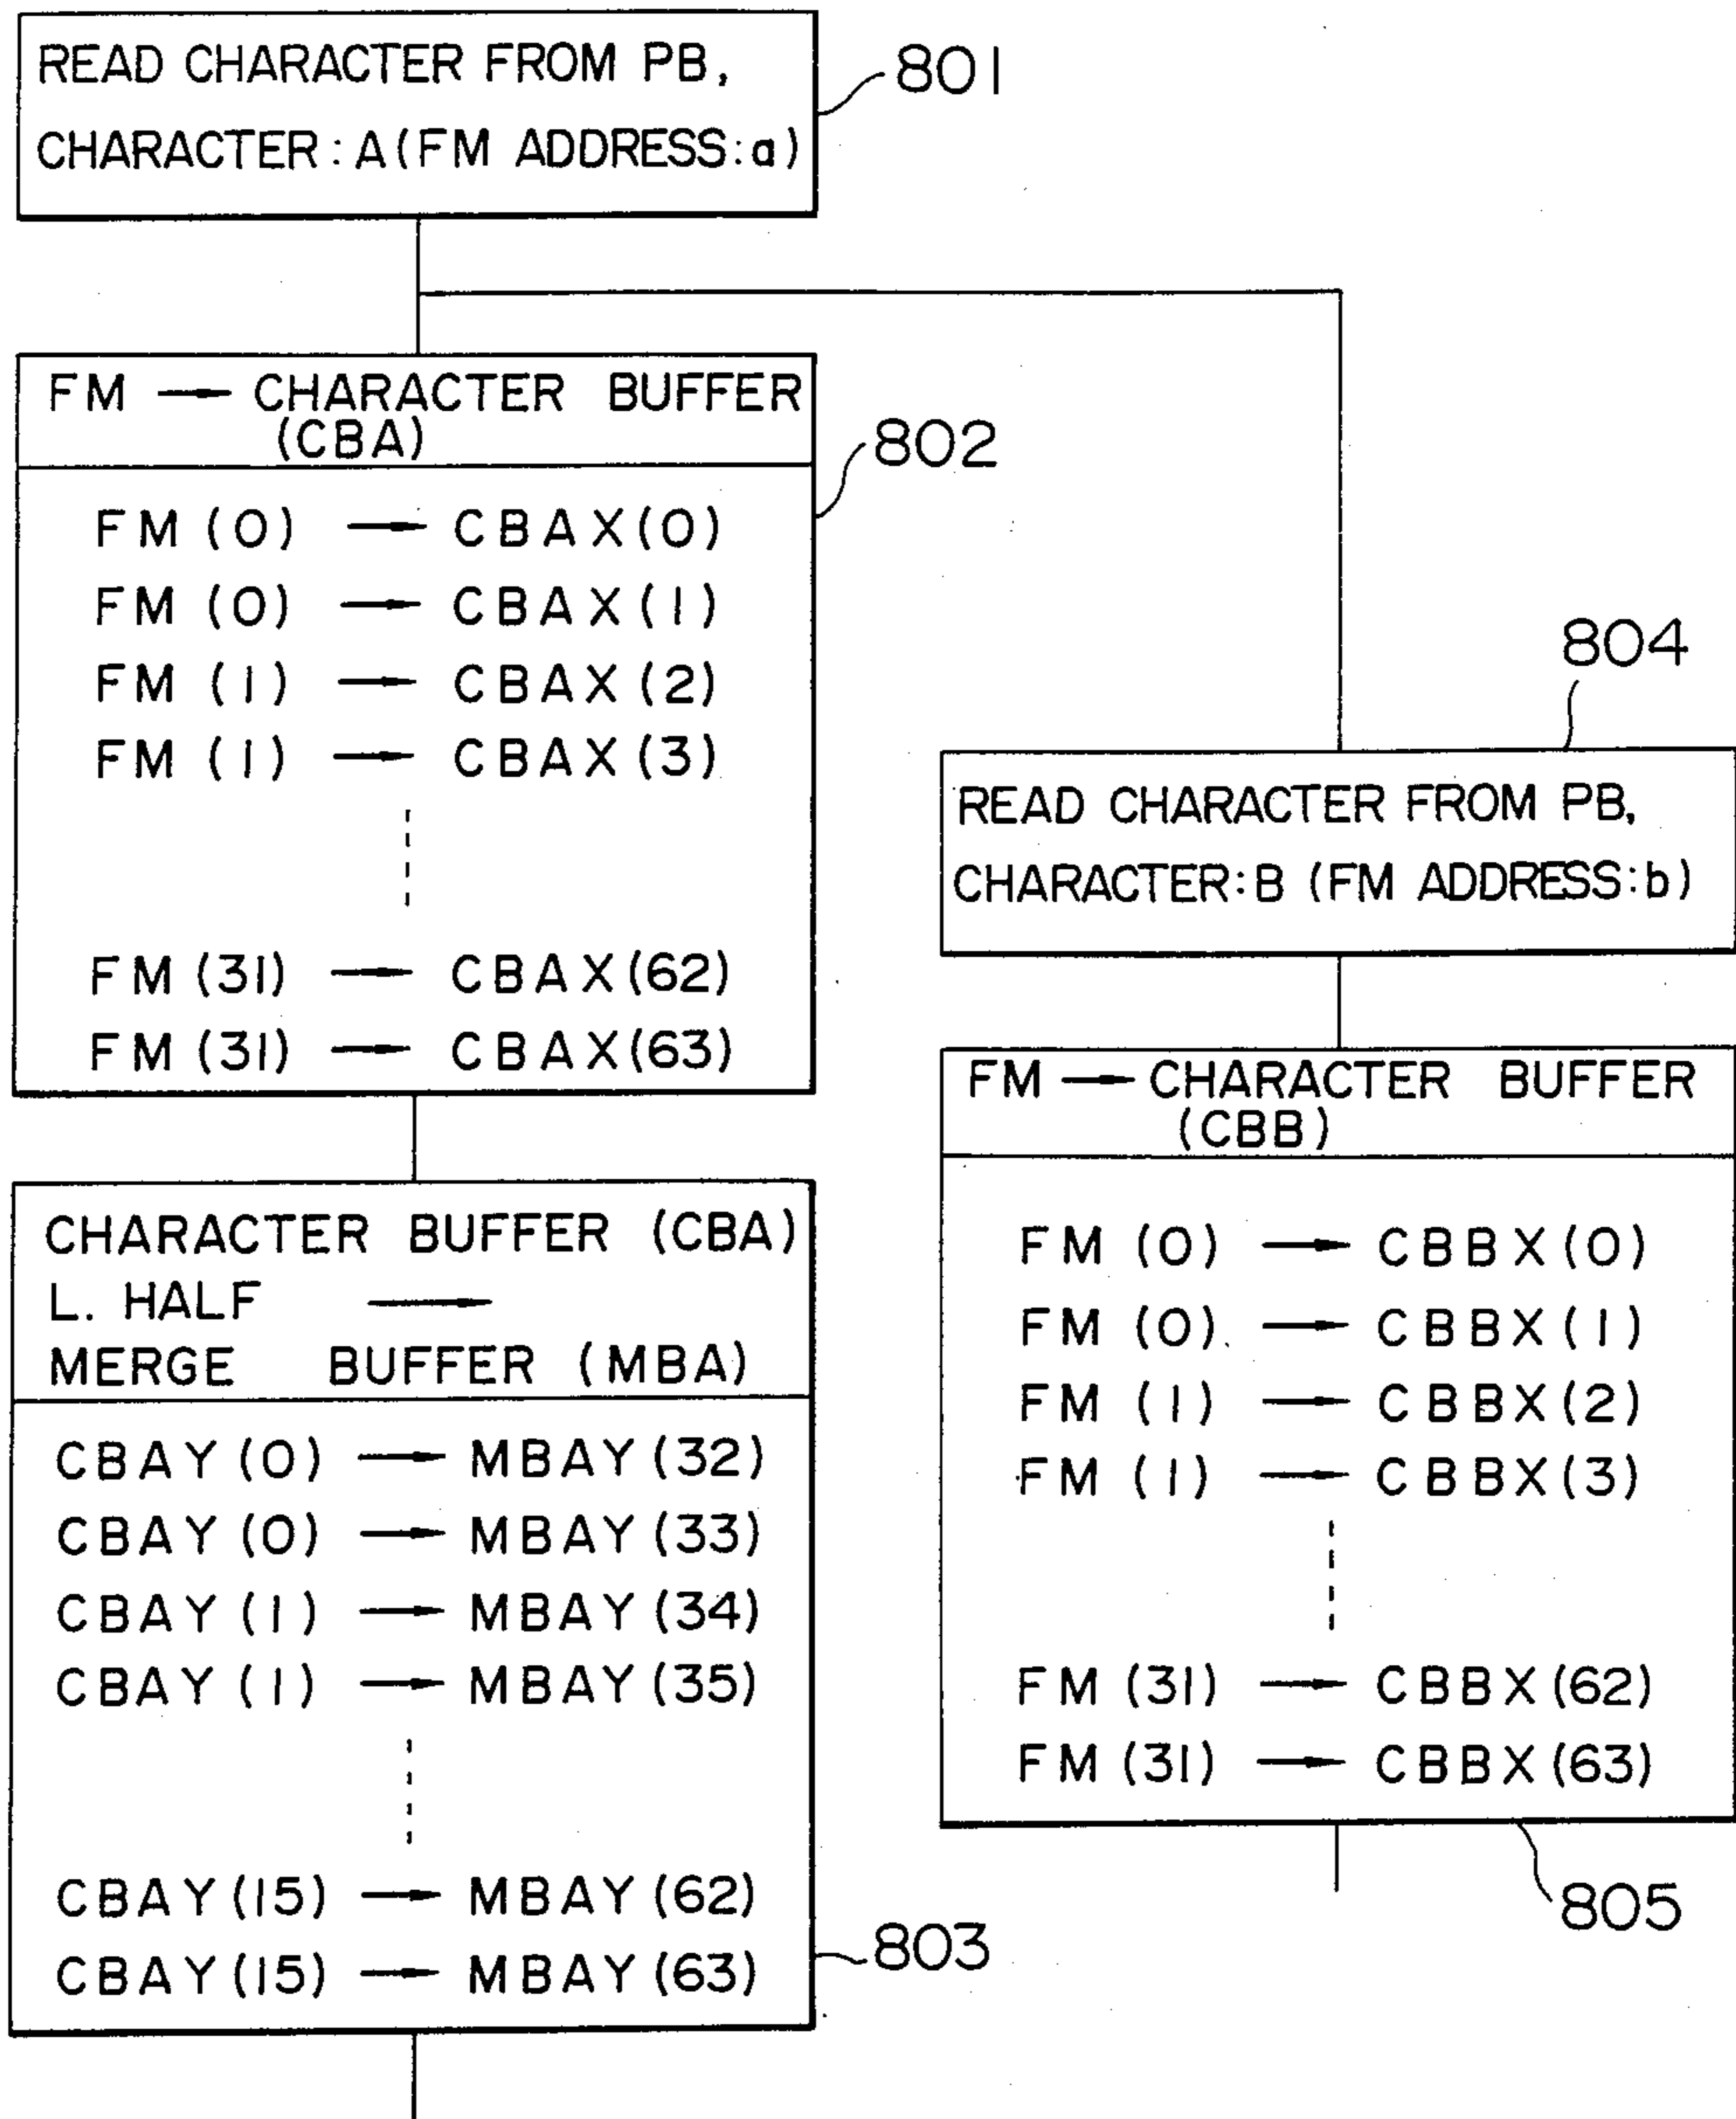 READ CHARACTER FROM PB,
CHARACTER: A (FM ADDRESS: a)
801
FM → CHARACTER BUFFER
(CBA)
802
FM (0) → CBAX (0)
FM (0) → CBAX (1)
FM (1) → CBAX (2)
FM (1) → CBAX (3)
FM (31) → CBAX (62)
FM (31) → CBAX (63)
CHARACTER BUFFER (CBA)
L. HALF →
MERGE BUFFER (MBA)
CBAY (0) → MBAY (32)
CBAY (0) → MBAY (33)
CBAY (1) → MBAY (34)
CBAY (1) → MBAY (35)
CBAY (15) → MBAY (62)
CBAY (15) → MBAY (63)
803
804
READ CHARACTER FROM PB,
CHARACTER: B (FM ADDRESS: b)
FM → CHARACTER BUFFER
(CBB)
FM (0) → CBBX (0)
FM (0) → CBBX (1)
FM (1) → CBBX (2)
FM (1) → CBBX (3)
FM (31) → CBBX (62)
FM (31) → CBBX (63)
805